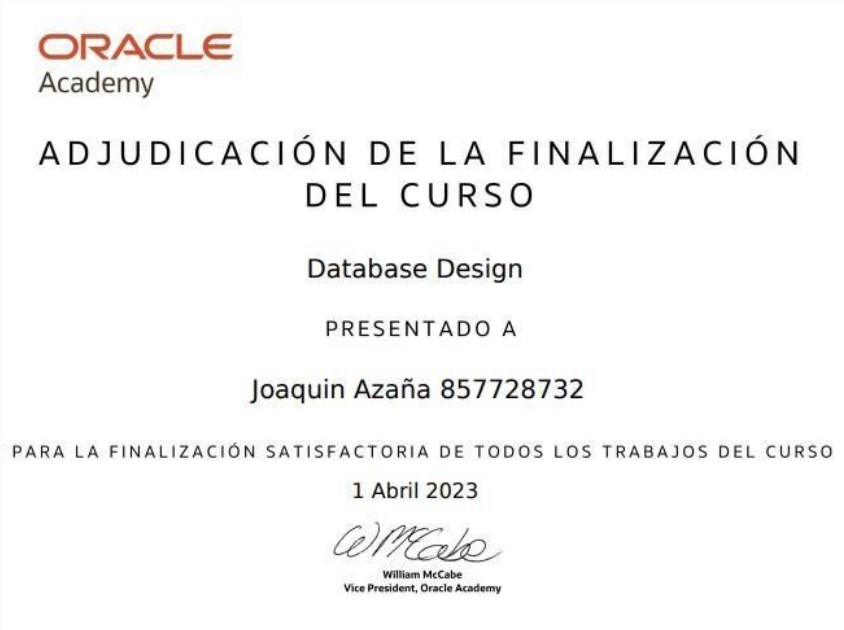 ORACLE
Academy
ADJUDICACIÓN DE LA FINALIZACIÓN
DEL CURSO
Database Design
PRESENTADO A
Joaquin Azaña 857728732
PARA LA FINALIZACIÓN SATISFACTORIA DE TODOS LOS TRABAJOS DEL CURSO
1 Abril 2023
WMcCabe
William McCabe
Vice President, Oracle Academy